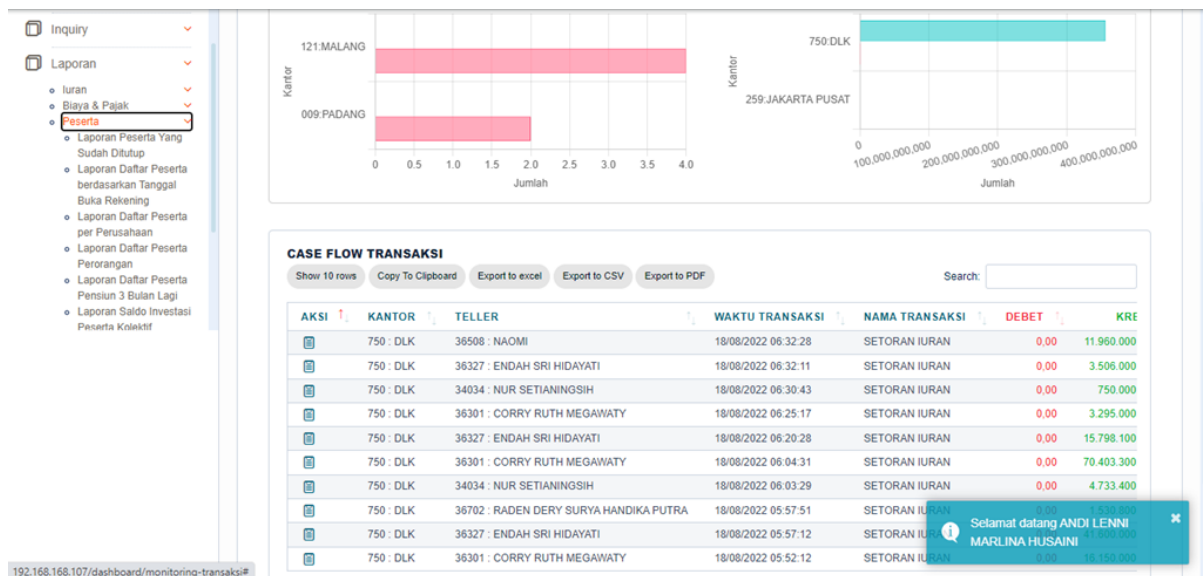 Inquiry
Laporan
Iuran
Biaya & Pajak
Peserta
Laporan Peserta Yang
Sudah Ditutup
Laporan Daftar Peserta
berdasarkan Tanggal
Buka Rekening
Laporan Daftar Peserta
per Perusahaan
Laporan Daftar Peserta
Perorangan
Laporan Daftar Peserta
Pensiun 3 Bulan Lagi
Laporan Saldo Investasi
Peserta Kolektif
Kantor
121:MALANG
009:PADANG
0 0.5 1.0 1.5 2.0 2.5 3.0 3.5 4.0
Jumlah
Kantor
750:DLK
259:JAKARTA PUSAT
0 100,000,000,000 200,000,000,000 300,000,000,000 400,000,000,000
Jumlah
CASE FLOW TRANSAKSI
Show 10 rows Copy To Clipboard Export to excel Export to CSV Export to PDF Search:
AKSI KANTOR TELLER WAKTU TRANSAKSI NAMA TRANSAKSI DEBET KRE
750 : DLK 36508 : NAOMI 18/08/2022 06:32:28 SETORAN IURAN 0,00 11.960.000
750 : DLK 36327 : ENDAH SRI HIDAYATI 18/08/2022 06:32:11 SETORAN IURAN 0,00 3.506.000
750 : DLK 34034 : NUR SETIANINGSIH 18/08/2022 06:30:43 SETORAN IURAN 0,00 750.000
750 : DLK 36301 : CORRY RUTH MEGAWATY 18/08/2022 06:25:17 SETORAN IURAN 0,00 3.295.000
750 : DLK 36327 : ENDAH SRI HIDAYATI 18/08/2022 06:20:28 SETORAN IURAN 0,00 15.798.100
750 : DLK 36301 : CORRY RUTH MEGAWATY 18/08/2022 06:04:31 SETORAN IURAN 0,00 70.403.300
750 : DLK 34034 : NUR SETIANINGSIH 18/08/2022 06:03:29 SETORAN IURAN 0,00 4.733.400
750 : DLK 36702 : RADEN DERY SURYA HANDIKA PUTRA 18/08/2022 05:57:51 SETORAN IURAN 0,00 1.530.800
750 : DLK 36327 : ENDAH SRI HIDAYATI 18/08/2022 05:57:12 SETORAN IU
750 : DLK 36301 : CORRY RUTH MEGAWATY 18/08/2022 05:52:12 SETORAN IURAN 0,00 16.150.000
Selamat datang ANDI LENNI
MARLINA HUSAINI
192.168.168.107/dashboard/monitoring-transaksi#